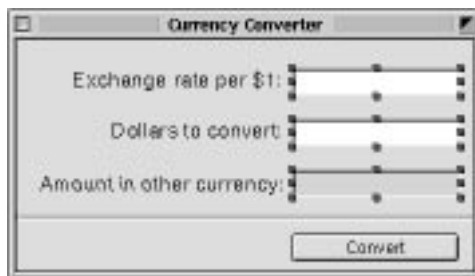 Currency Converter
Exchange rate per $1:
Dollars to convert:
Amount in other currency:
Convert